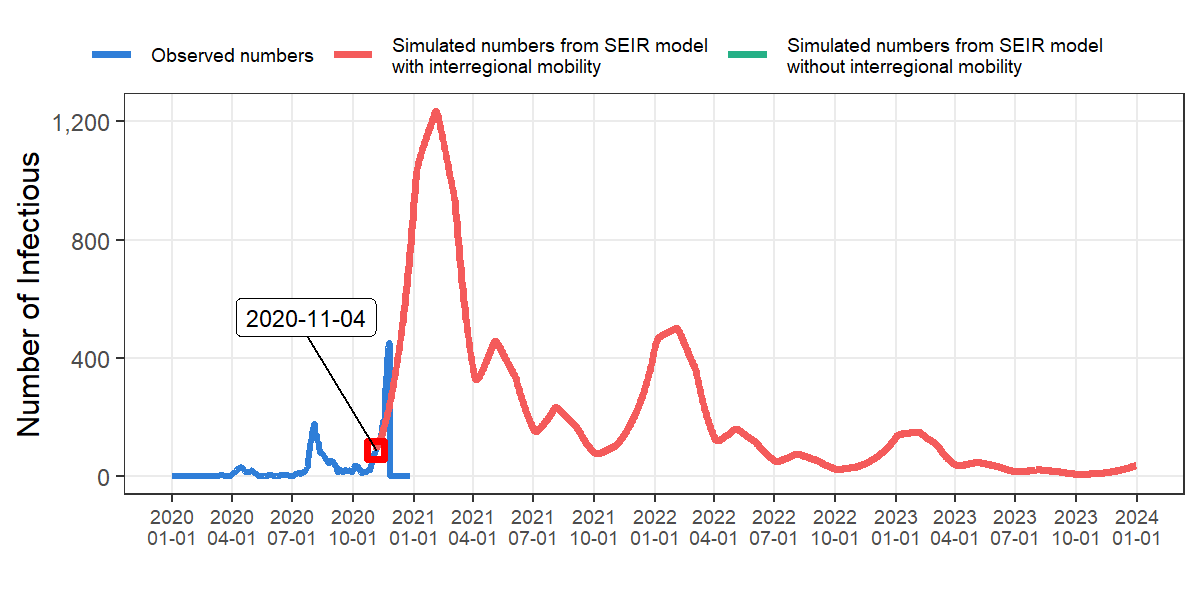 Observed numbers
Simulated numbers from SEIR model
with interregional mobility
Simulated numbers from SEIR model
without interregional mobility
Number of Infectious
1,200
800
400
0
2020-11-04
2020 2020 2020 2020 2021 2021 2021 2021 2022 2022 2022 2022 2023 2023 2023 2023 2024
01-01 04-01 07-01 10-01 01-01 04-01 07-01 10-01 01-01 04-01 07-01 10-01 01-01 04-01 07-01 10-01 01-01